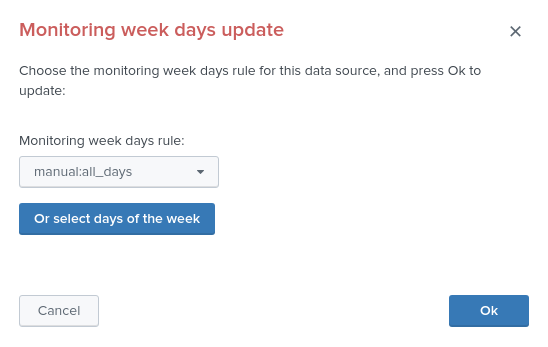 Monitoring week days update
Choose the monitoring week days rule for this data source, and press Ok to
update:
Monitoring week days rule:
manual:all_days
Or select days of the week
Cancel
Ok